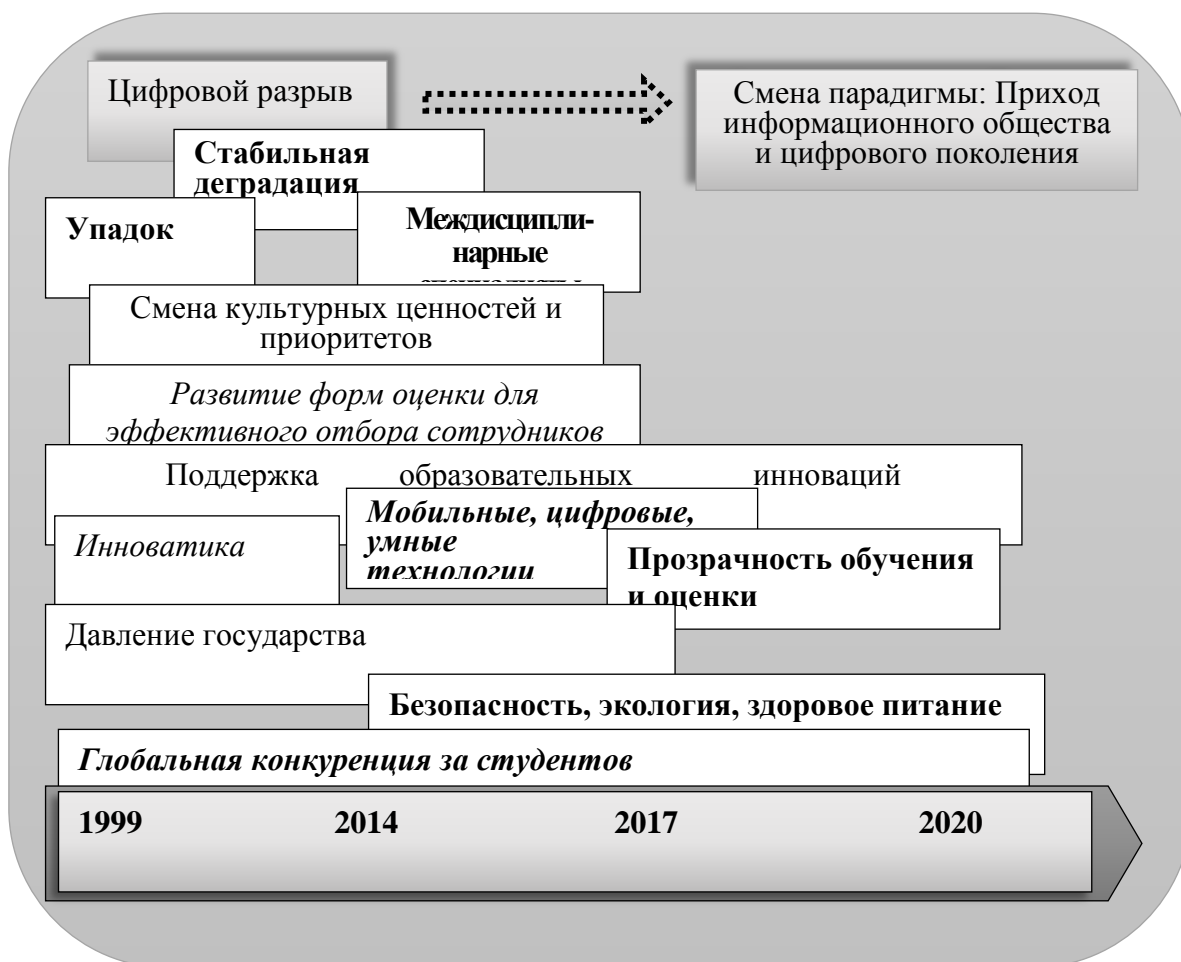 Цифровой разрыв
Смена парадигмы: Приход
информационного общества
и цифрового поколения
Стабильная
деградация
Упадок
Междисципли-
нарные
Смена культурных ценностей и
приоритетов
Развитие форм оценки для
эффективного отбора сотрудников
Поддержка образовательных инноваций
Мобильные, цифровые,
умные
технологии
Инноватика
Прозрачность обучения
и оценки
Давление государства
Безопасность, экология, здоровое питание
Глобальная конкуренция за студентов
1999 2014 2017 2020